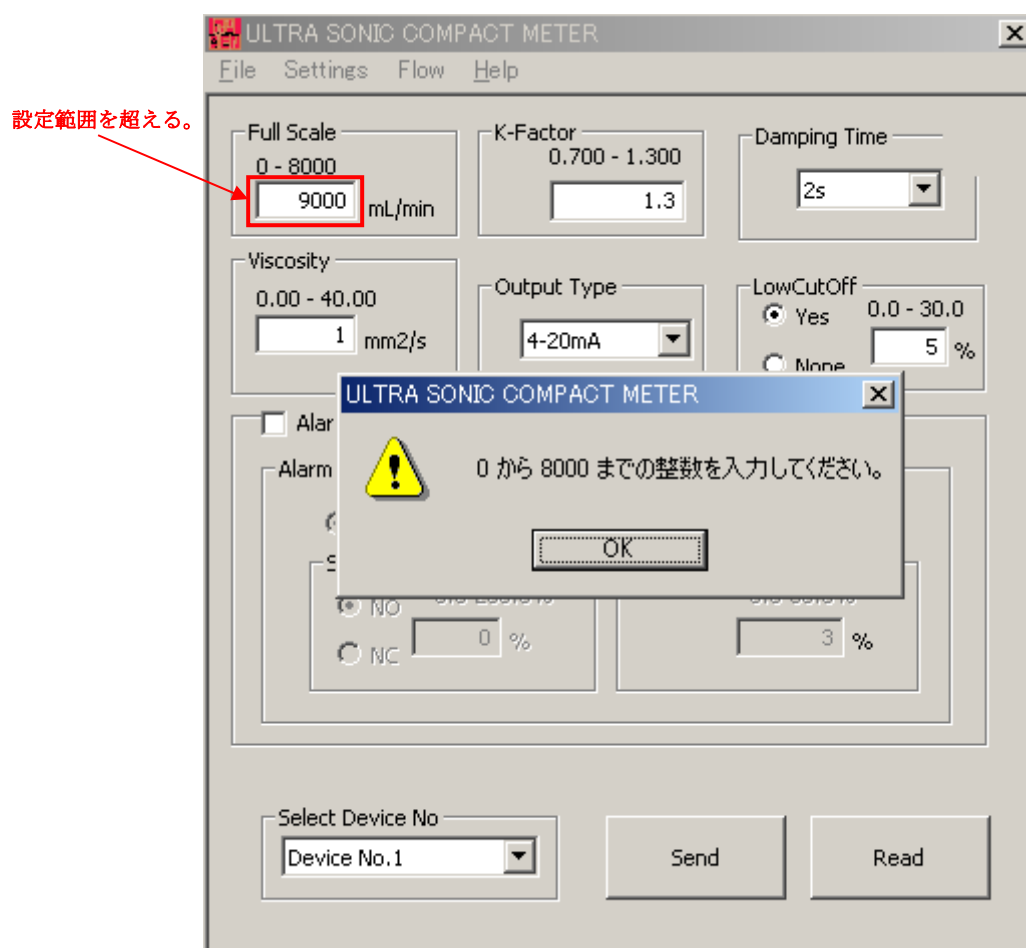 ULTRA SONIC COMPACT METER
File Settings Flow Help
設定範囲を超える。
Full Scale
0 - 8000
9000 mL/min
K-Factor
0.700 - 1.300
1.3
Damping Time
2s
Viscosity
0.00 - 40.00
1 mm2/s
Output Type
4-20mA
LowCutOff
Yes 0.0 - 30.0
5 %
None
ULTRA SONIC COMPACT METER
0 から 8000 までの整数を入力してください。
OK
Alar
Alarm
NO
NC 0 %
3 %
Select Device No
Device No.1
Send
Read